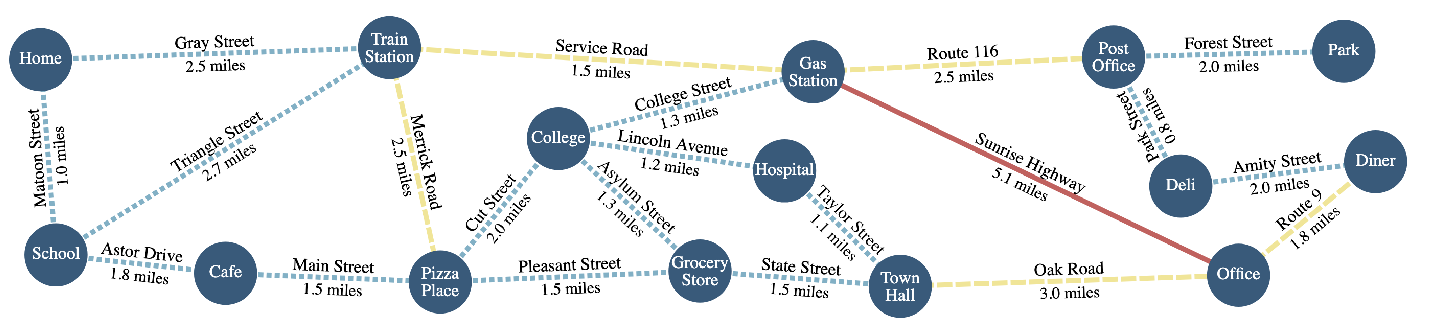 Home
Gray Street
2.5 miles
Train
Station
Service Road
1.5 miles
Gas
Station
Route 116
2.5 miles
Post
Office
Forest Street
2.0 miles
Park
Matoon Street
1.0 miles
Triangle Street
2.7 miles
Merrick Road
2.5 miles
College
College Street
1.3 miles
Lincoln Avenue
1.2 miles
Hospital
Sunrise Highway
5.1 miles
Park Street
0.8 miles
Deli
Amity Street
2.0 miles
Diner
Cut Street
2.0 miles
Asylum Street
1.3 miles
Taylor Street
1.1 miles
Route 9
1.8 miles
School
Astor Drive
1.8 miles
Cafe
Main Street
1.5 miles
Pizza
Place
Pleasant Street
1.5 miles
Grocery
Store
State Street
1.5 miles
Town
Hall
Oak Road
3.0 miles
Office